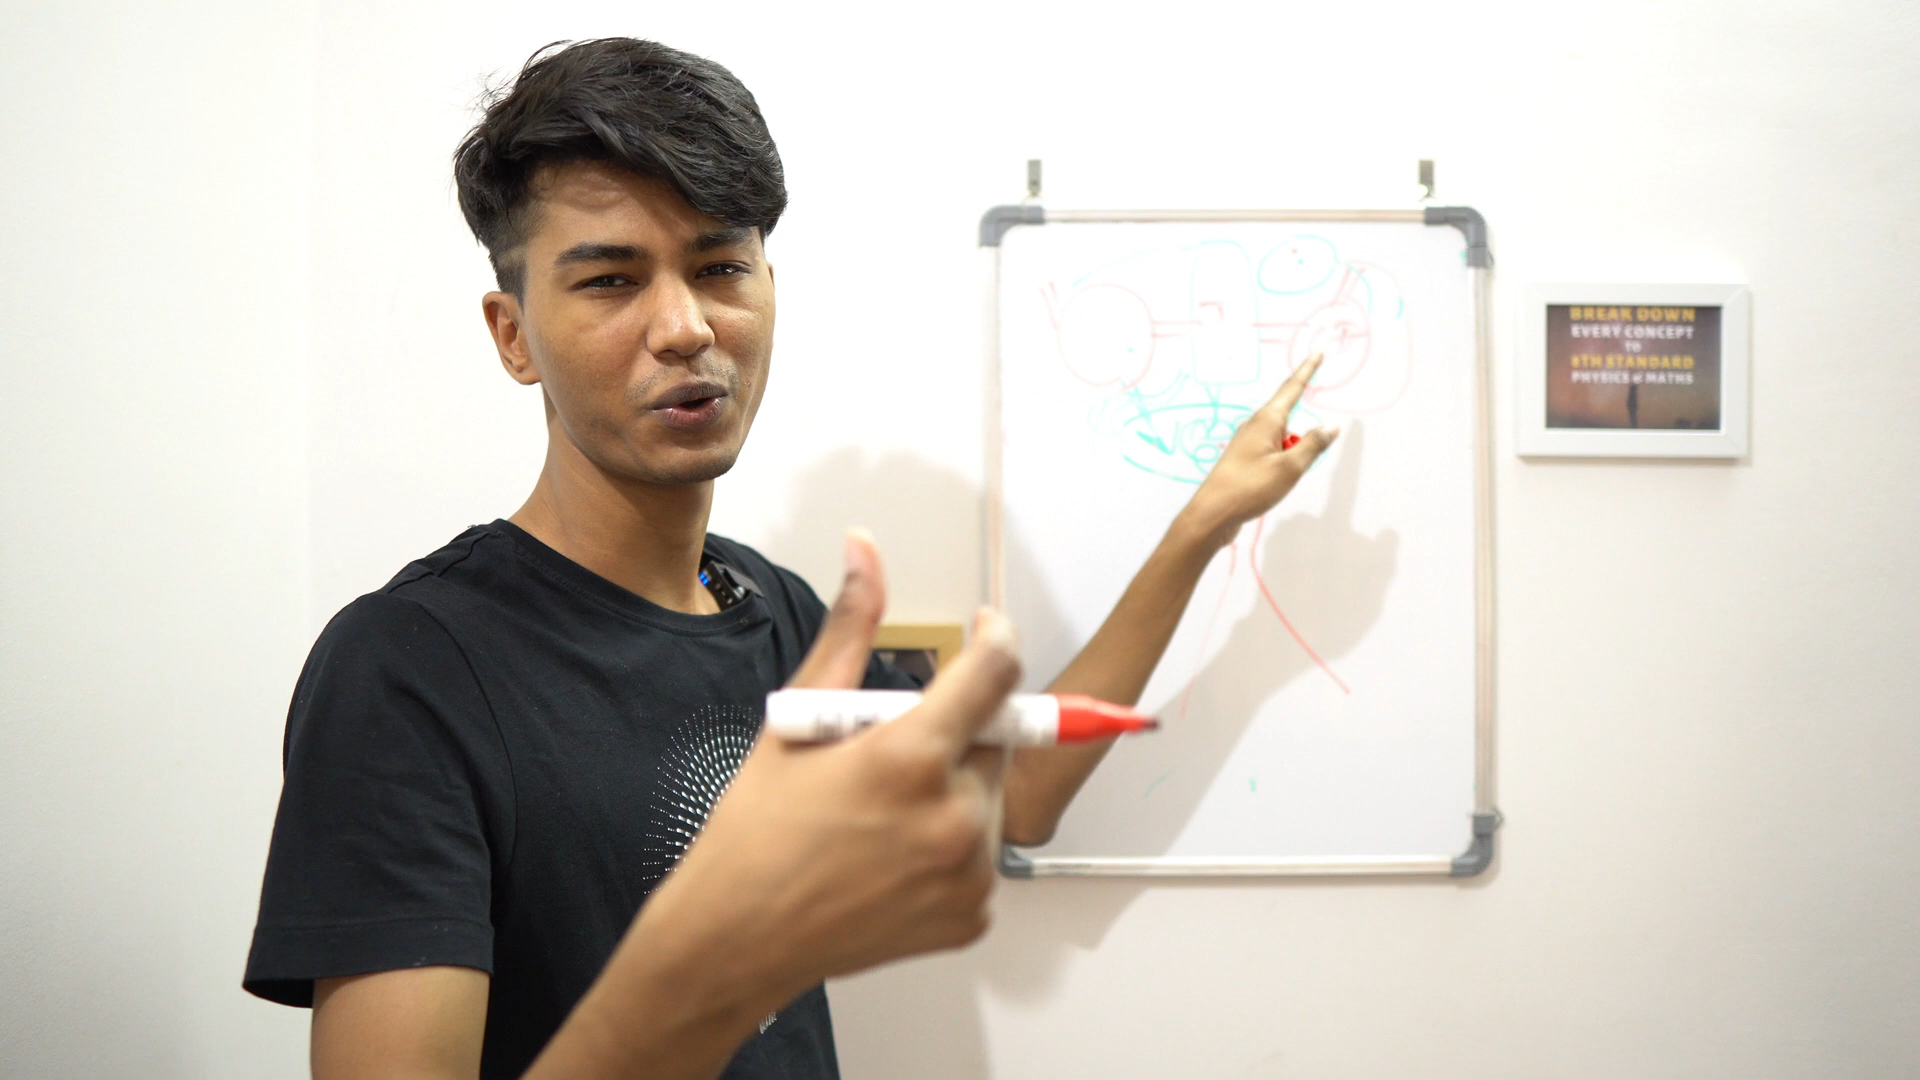 BREAK DOWN
EVERY CONCEPT
TO
8TH STANDARD
PHYSICS & MATHS